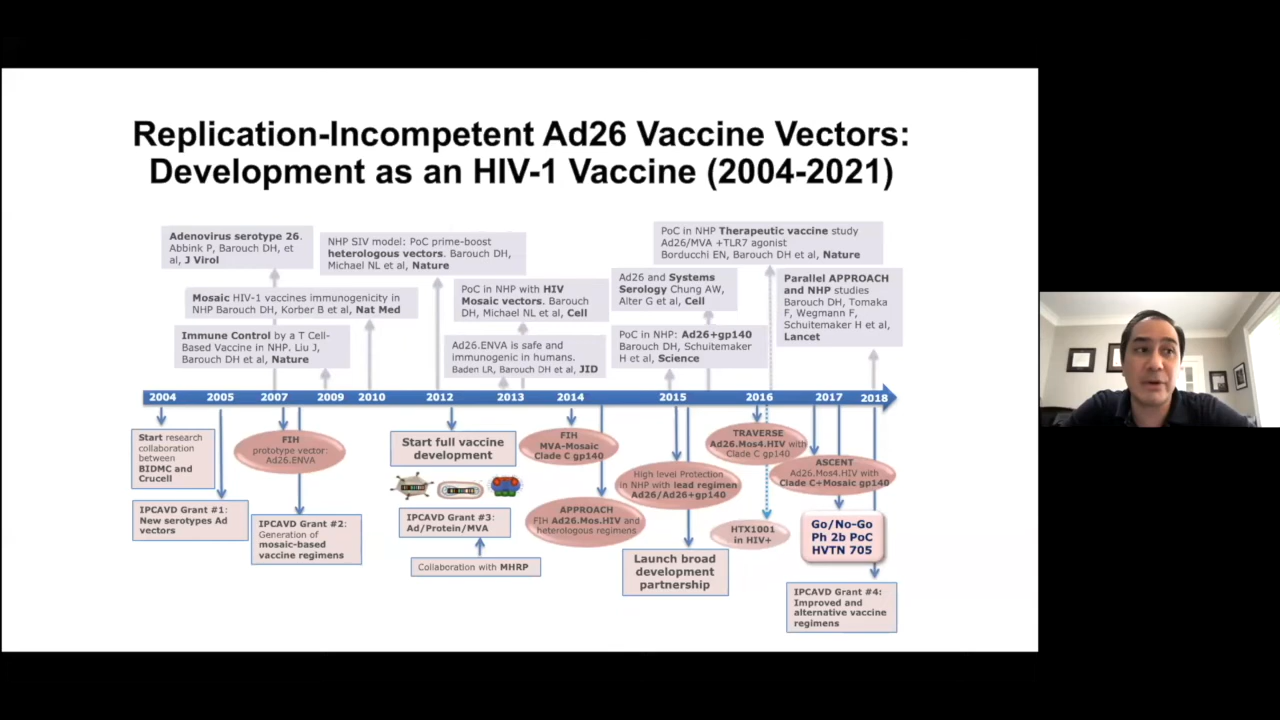 Replication-Incompetent Ad26 Vaccine Vectors:
Development as an HIV-1 Vaccine (2004-2021)
Adenovirus serotype 26.
Abbink P, Barouch DH, et
al, J Virol
NHP SIV model: PoC prime-boost
heterologous vectors. Barouch DH,
Michael NL et al, Nature
PoC in NHP Therapeutic vaccine study
Ad26/MVA +TLR7 agonist
Borducchi EN, Barouch DH et al, Nature
Mosaic HIV-1 vaccines immunogenicity in
NHP Barouch DH, Korber B et al, Nat Med
PoC in NHP with HIV
Mosaic vectors. Barouch
DH, Michael NL et al, Cell
Ad26 and Systems
Serology Chung AW,
Alter G et al, Cell
Parallel APPROACH
and NHP studies
Barouch DH, Tomaka
F, Wegmann F,
Schuitemaker H et al,
Lancet
Immune Control by a T Cell-
Based Vaccine in NHP. Liu J,
Barouch DH et al, Nature
Ad26.ENVA is safe and
immunogenic in humans.
Baden LR, Barouch DH et al, JID
PoC in NHP: Ad26+gp140
Barouch DH, Schuitemaker
H et al, Science
2004 2005 2007 2009 2010 2012 2013 2014 2015 2016 2017 2018
Start research
collaboration
between
BIDMC and
Crucell
IPCAVD Grant #1:
New serotypes Ad
vectors
FIH
prototype vector:
Ad26.ENVA
IPCAVD Grant #2:
Generation of
mosaic-based
vaccine regimens
Start full vaccine
development
IPCAVD Grant #3:
Ad/Protein/MVA
Collaboration with MHRP
FIH
MVA-Mosaic
Clade C gp140
APPROACH
FIH Ad26.Mos.HIV and
heterologous regimens
High level Protection
in NHP with lead regimen
Ad26/Ad26+gp140
Launch broad
development
partnership
TRAVERSE
Ad26.Mos4.HIV with
Clade C gp140
HTX1001
in HIV+
ASCENT
Ad26.Mos4.HIV with
Clade C+Mosaic gp140
Go/No-Go
Ph 2b PoC
HVTN 705
IPCAVD Grant #4:
Improved and
alternative vaccine
regimens